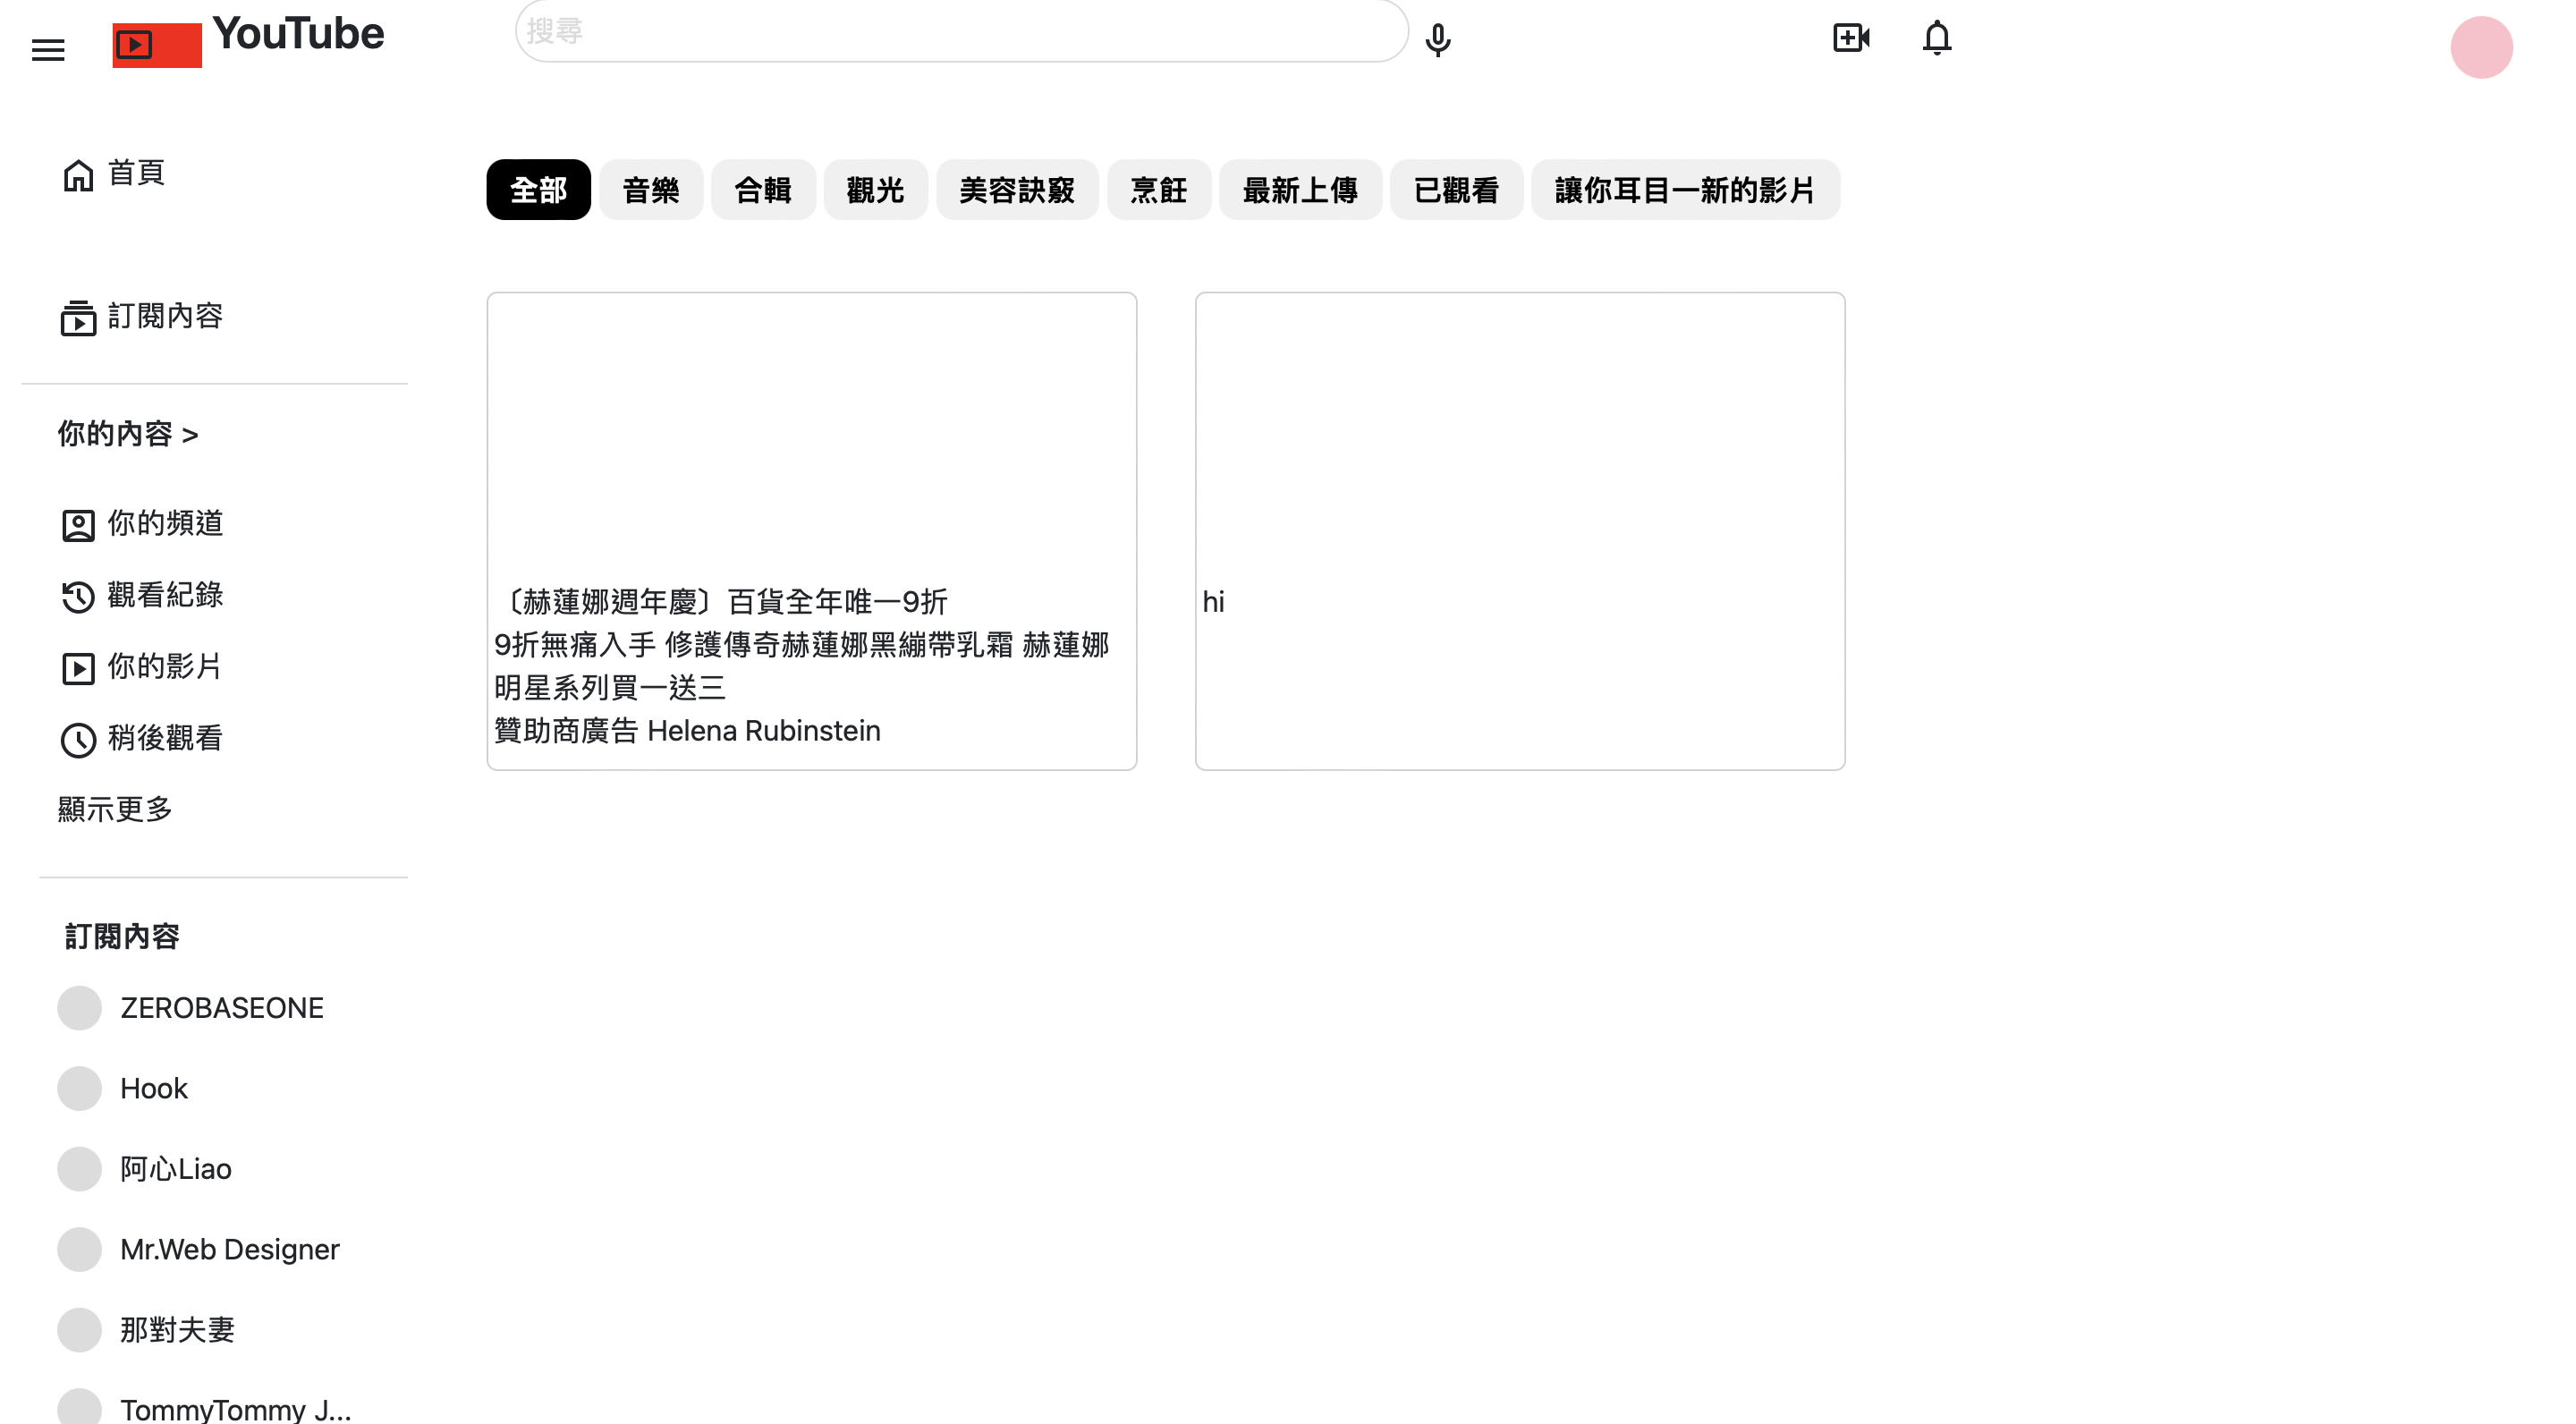 YouTube
搜尋
首頁
訂閱內容
你的內容 >
你的頻道
觀看紀錄
你的影片
稍後觀看
顯示更多
訂閱內容
ZEROBASEONE
Hook
阿心Liao
Mr.Web Designer
那對夫妻
TommyTommy J...
全部 音樂 合輯 觀光 美容訣竅 烹飪 最新上傳 已觀看 讓你耳目一新的影片
〔赫蓮娜週年慶〕百貨全年唯一9折
9折無痛入手 修護傳奇赫蓮娜黑繃帶乳霜 赫蓮娜
明星系列買一送三
贊助商廣告 Helena Rubinstein
hi